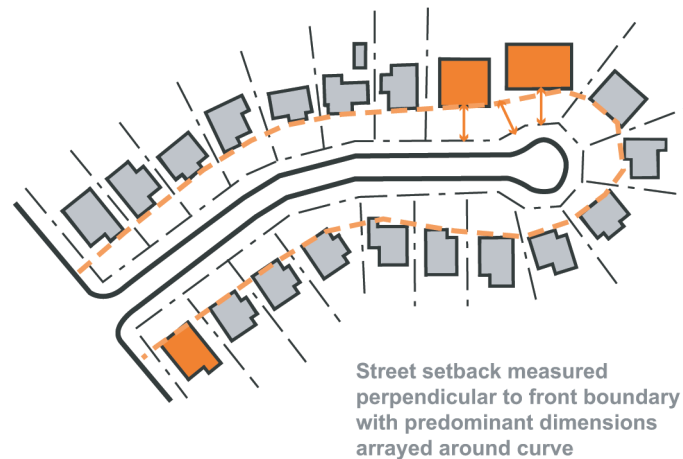 Street setback measured
perpendicular to front boundary
with predominant dimensions
arrayed around curve